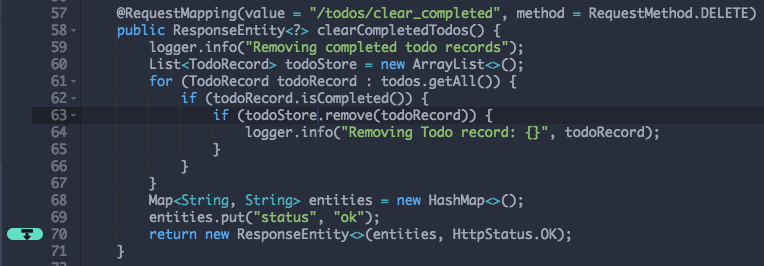 57 @RequestMapping(value = "/todos/clear_completed", method = RequestMethod.DELETE)
58 public ResponseEntity<?> clearCompletedTodos() {
59 logger.info("Removing completed todo records");
60 List<TodoRecord> todoStore = new ArrayList<>();
61 for (TodoRecord todoRecord : todos.getAll()) {
62 if (todoRecord.isCompleted()) {
63 if (todoStore.remove(todoRecord)) {
64 logger.info("Removing Todo record: {}", todoRecord);
65 }
66 }
67 }
68 Map<String, String> entities = new HashMap<>();
69 entities.put("status", "ok");
70 return new ResponseEntity<>(entities, HttpStatus.OK);
71 }